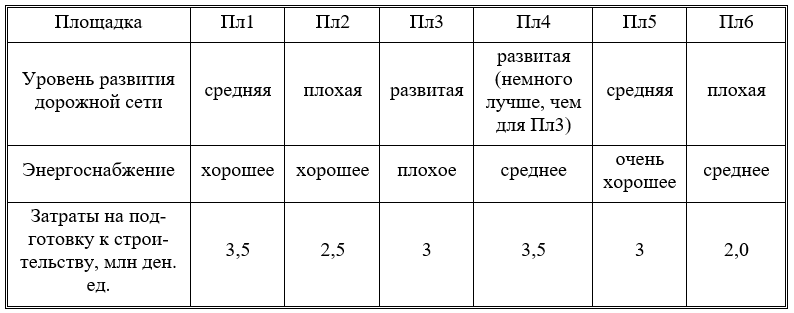 Площадка Пл1 Пл2 Пл3 Пл4 Пл5 Пл6
Уровень развития
дорожной сети
средняя
плохая
развитая
развитая
(немного
лучше, чем
для Пл3)
средняя
плохая
Энергоснабжение
хорошее
хорошее
плохое
среднее
очень
хорошее
среднее
Затраты на под-
готовку к строи-
тельству, млн ден.
ед.
3,5
2,5
3
3,5
3
2,0